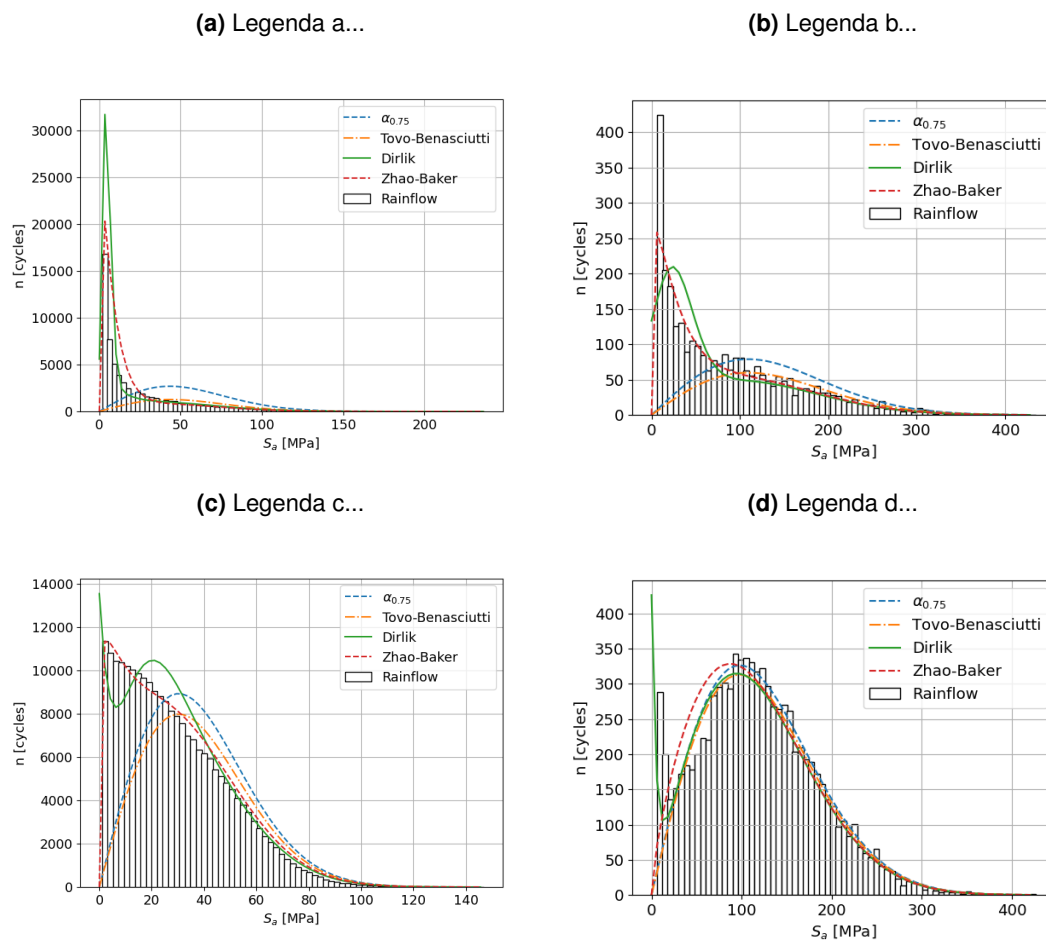 (a) Legenda a...
n [cycles]
30000
25000
20000
15000
10000
5000
0
α0.75
Tovo-Benasciutti
Dirlik
Zhao-Baker
Rainflow
0 50 100 150 200
Sa [MPa]
(b) Legenda b...
n [cycles]
400
350
300
250
200
150
100
50
0
α0.75
Tovo-Benasciutti
Dirlik
Zhao-Baker
Rainflow
0 100 200 300 400
Sa [MPa]
(c) Legenda c...
n [cycles]
14000
12000
10000
8000
6000
4000
2000
0
α0.75
Tovo-Benasciutti
Dirlik
Zhao-Baker
Rainflow
0 20 40 60 80 100 120 140
Sa [MPa]
(d) Legenda d...
n [cycles]
400
350
300
250
200
150
100
50
0
α0.75
Tovo-Benasciutti
Dirlik
Zhao-Baker
Rainflow
0 100 200 300 400
Sa [MPa]